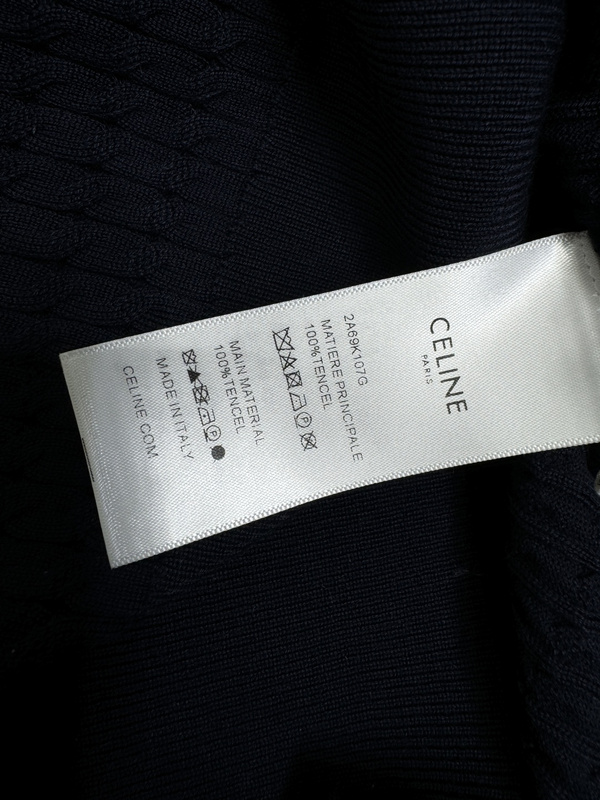 CELINE
PARIS
2A69K107G
MATIERE PRINCIPALE
100%TENCEL
MAIN MATERIAL
100%TENCEL
MADE IN ITALY
CELINE.COM